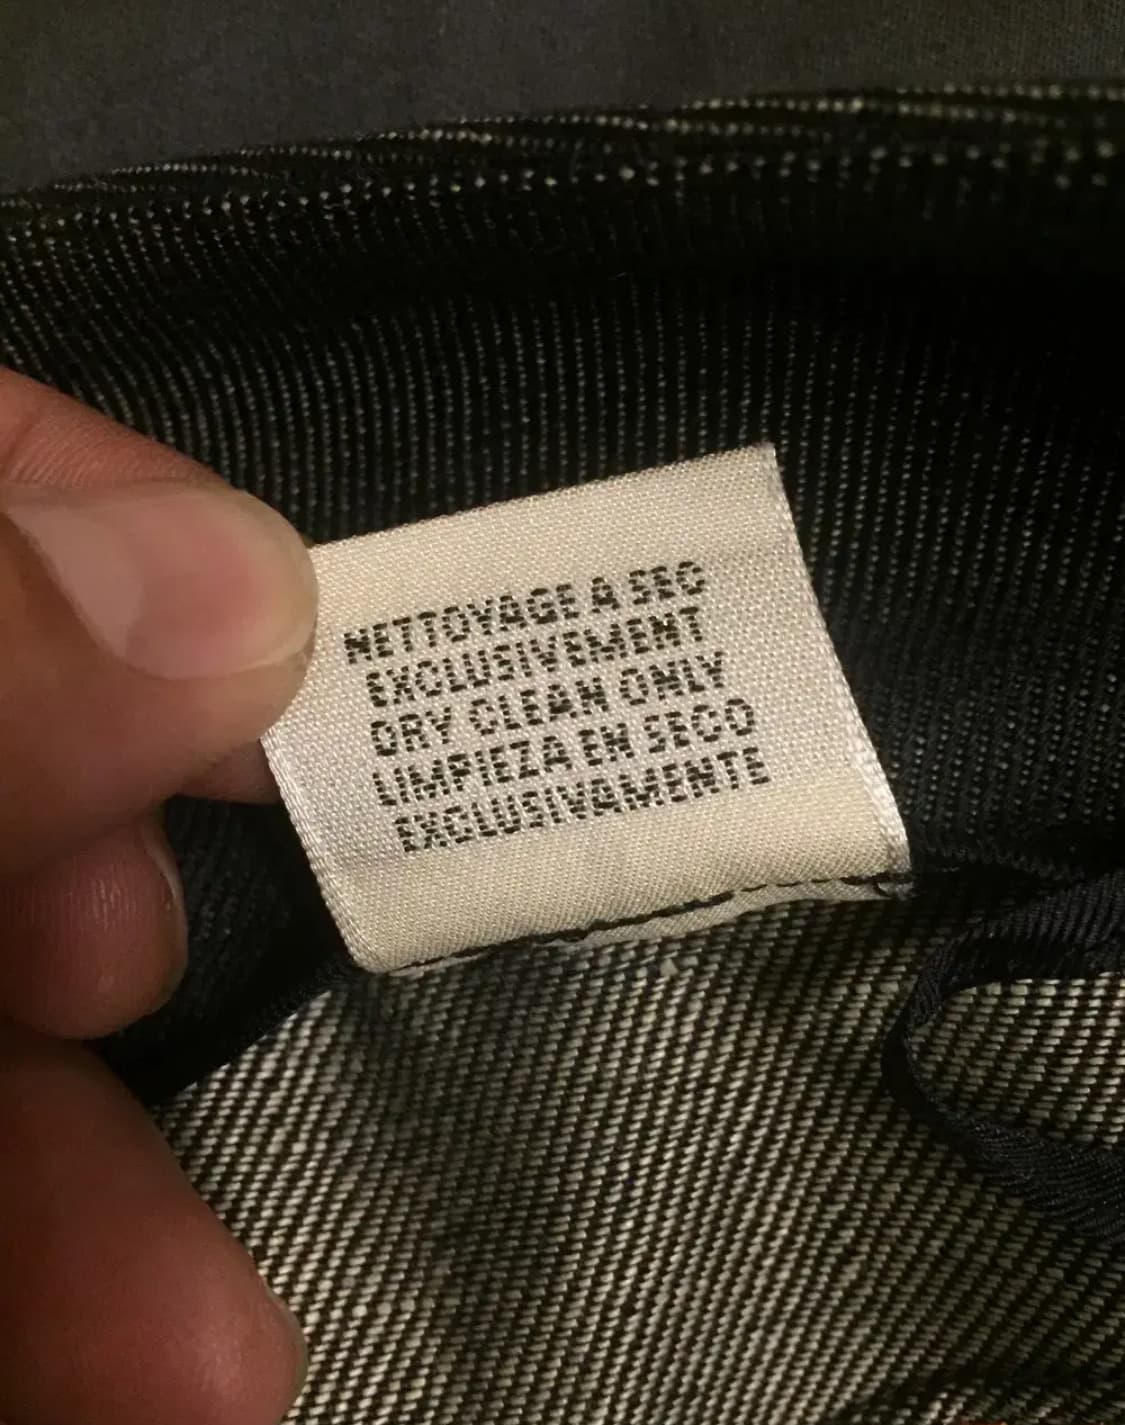 NETTOYAGE A SEC
EXCLUSIVEMENT
DRY CLEAN ONLY
LIMPIEZA EN SECO
EXCLUSIVAMENTE